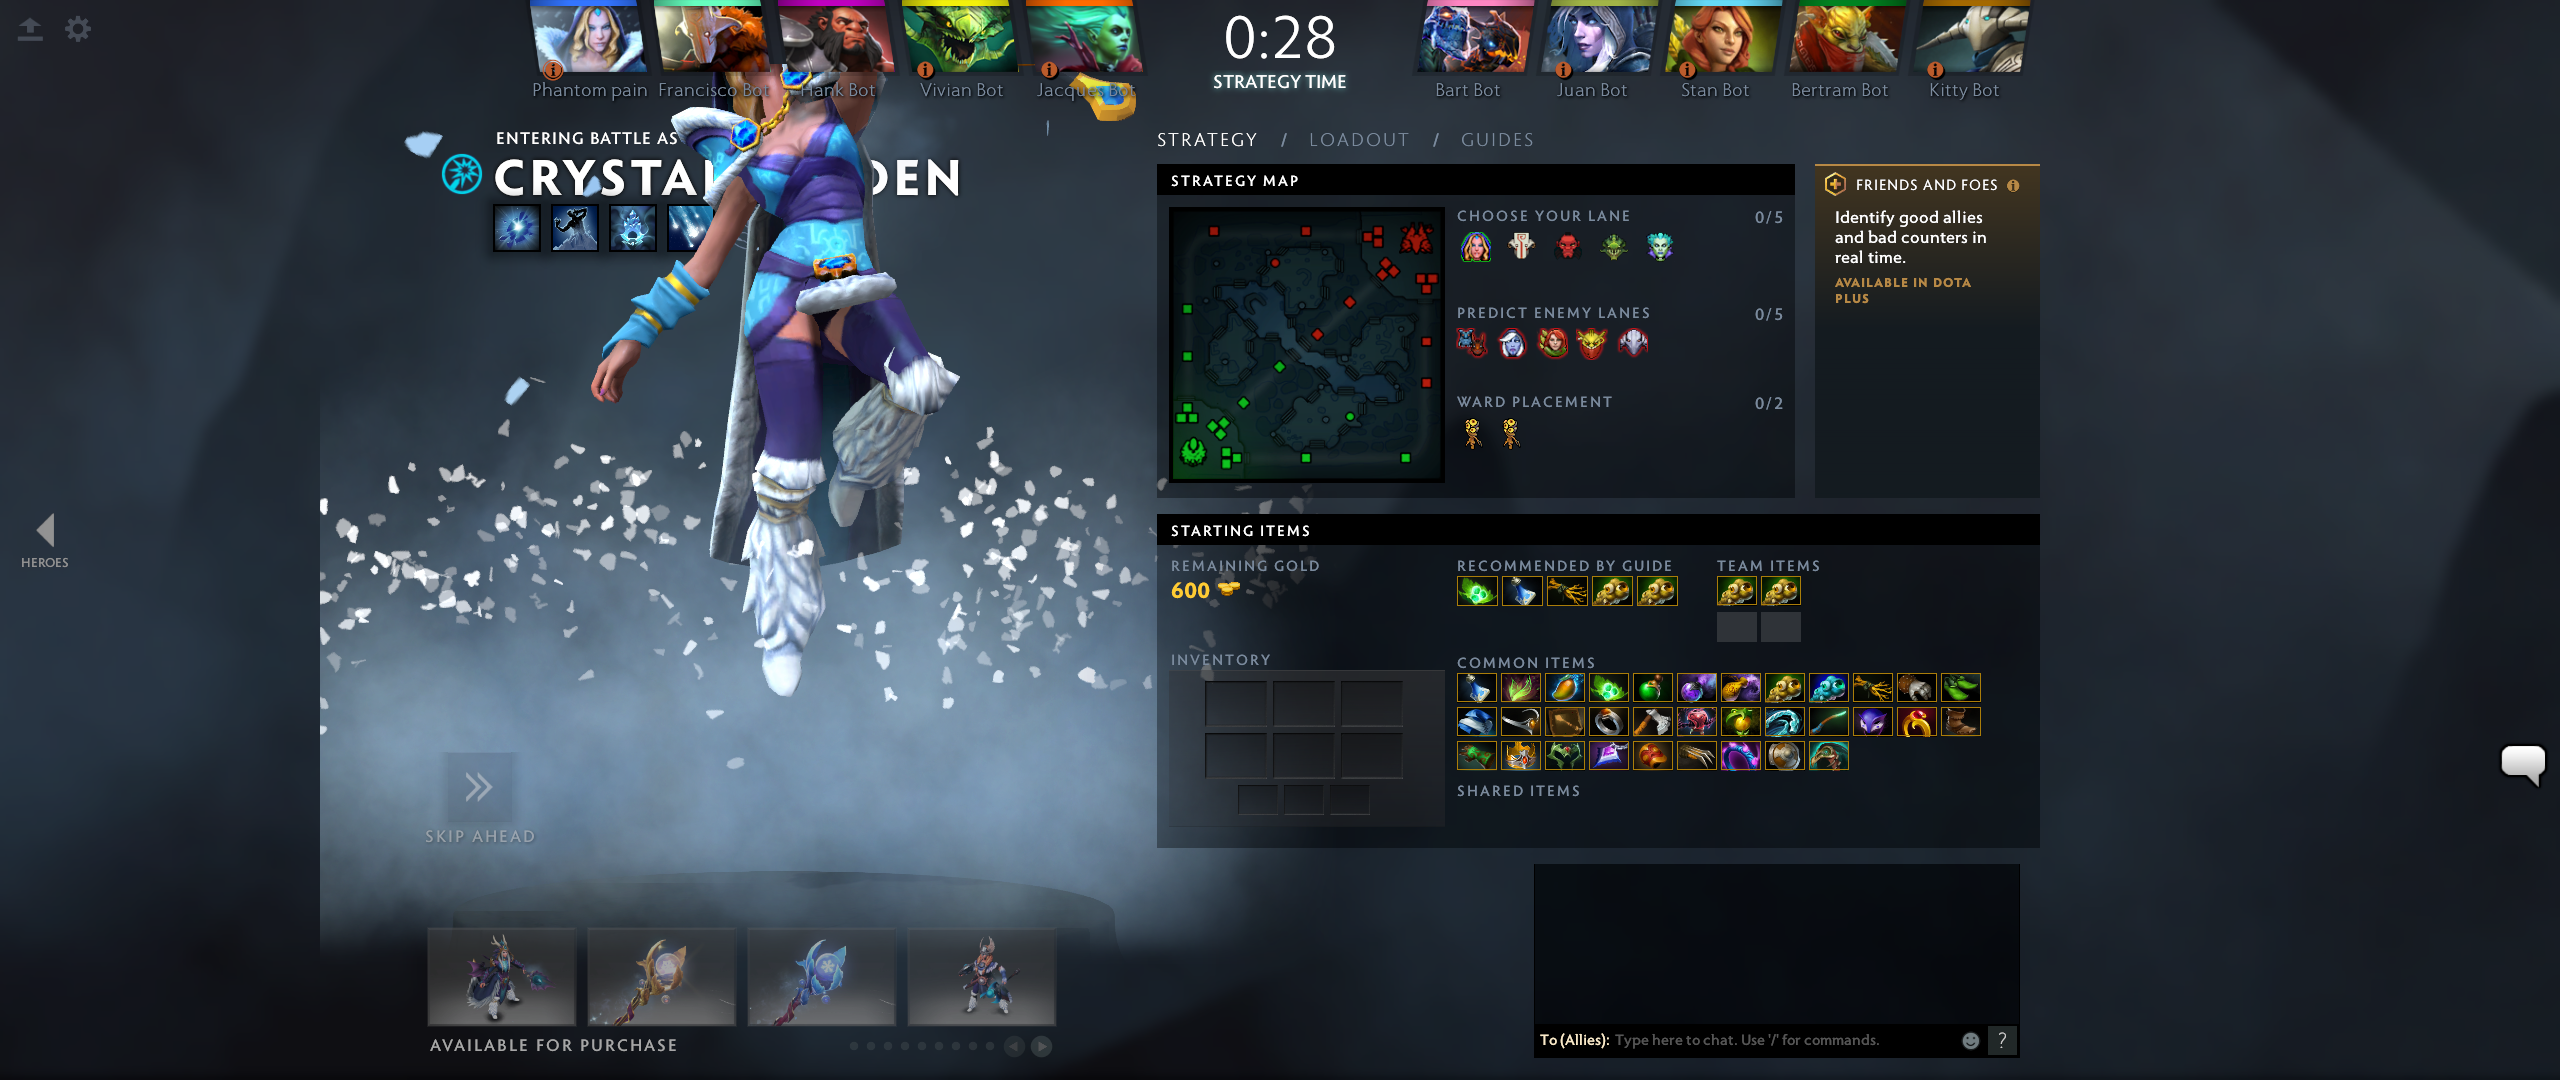 Phantom pain
Francisco Bot
Hank Bot
Vivian Bot
Jacques Bot
0:28
STRATEGY TIME
Bart Bot
Juan Bot
Stan Bot
Bertram Bot
Kitty Bot
ENTERING BATTLE AS
CRYSTAL DEN
HEROES
SKIP AHEAD
AVAILABLE FOR PURCHASE
STRATEGY / LOADOUT / GUIDES
STRATEGY MAP
CHOOSE YOUR LANE 0/5
PREDICT ENEMY LANES 0/5
WARD PLACEMENT 0/2
FRIENDS AND FOES
Identify good allies
and bad counters in
real time.
AVAILABLE IN DOTA
PLUS
STARTING ITEMS
REMAINING GOLD
600
INVENTORY
RECOMMENDED BY GUIDE
TEAM ITEMS
COMMON ITEMS
SHARED ITEMS
To (Allies): Type here to chat. Use '/' for commands.
?